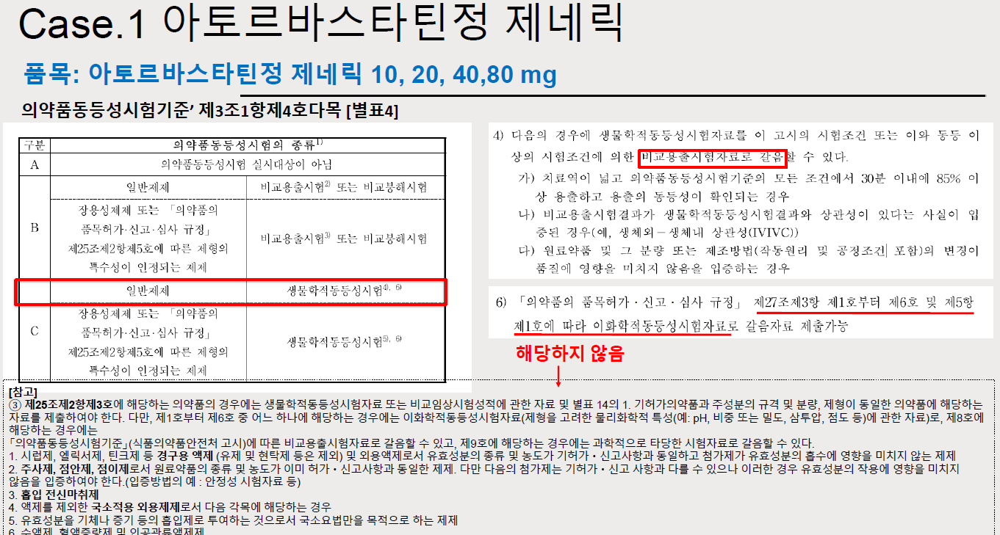 Case.1 아토르바스타틴정 제네릭
품목: 아토르바스타틴정 제네릭 10, 20, 40,80 mg
의약품동등성시험기준’ 제3조1항제4호다목 [별표4]
구분 의약품동등성시험의 종류1)
A 의약품동등성시험 실시대상이 아님
B
일반제제 비교용출시험2) 또는 비교붕해시험
장용성제제 또는 「의약품의
품목허가·신고·심사 규정」
제25조제2항제5호에 따른 제형의
특수성이 인정되는 제제
비교용출시험3) 또는 비교붕해시험
C
일반제제 생물학적동등성시험4), 6)
장용성제제 또는 「의약품의
품목허가·신고·심사 규정」
제25조제2항제5호에 따른 제형의
특수성이 인정되는 제제
생물학적동등성시험5), 6)
4) 다음의 경우에 생물학적동등성시험자료를 이 고시의 시험조건 또는 이와 동등 이
상의 시험조건에 의한 비교용출시험자료로 갈음할 수 있다.
가) 치료역이 넓고 의약품동등성시험기준의 모든 조건에서 30분 이내에 85% 이
상 용출하고 용출의 동등성이 확인되는 경우
나) 비교용출시험결과가 생물학적동등성시험결과와 상관성이 있다는 사실이 입
증된 경우(예, 생체외−생체내 상관성(IVIVC))
다) 원료약품 및 그 분량 또는 제조방법(작동원리 및 공정조건 포함)의 변경이
품질에 영향을 미치지 않음을 입증하는 경우
6) 「의약품의 품목허가·신고·심사 규정」 제27조제3항 제1호부터 제6호 및 제5항
제1호에 따라 이화학적동등성시험자료로 갈음자료 제출가능
해당하지 않음
[참고]
③ 제25조제2항제3호에 해당하는 의약품의 경우에는 생물학적동등성시험자료 또는 비교임상시험성적에 관한 자료 및 별표 14의 1. 기허가의약품과 주성분의 규격 및 분량, 제형이 동일한 의약품에 해당하는
자료를 제출하여야 한다. 다만, 제1호부터 제6호 중 어느 하나에 해당하는 경우에는 이화학적동등성시험자료(제형을 고려한 물리화학적 특성(예: pH, 비중 또는 밀도, 삼투압, 점도 등)에 관한 자료)로, 제8호에
해당하는 경우에는
「의약품동등성시험기준」(식품의약품안전처 고시)에 따른 비교용출시험자료로 갈음할 수 있고, 제9호에 해당하는 경우에는 과학적으로 타당한 시험자료로 갈음할 수 있다.
1. 시럽제, 엘릭서제, 틴크제 등 경구용 액제 (유제 및 현탁제 등은 제외) 및 외용액제로서 유효성분의 종류 및 농도가 기허가・신고사항과 동일하고 첨가제가 유효성분의 흡수에 영향을 미치지 않는 제제
2. 주사제, 점안제, 점이제로서 원료약품의 종류 및 농도가 이미 허가・신고사항과 동일한 제제. 다만 다음의 첨가제는 기허가・신고 사항과 다를 수 있으나 이러한 경우 유효성분의 작용에 영향을 미치지
않음을 입증하여야 한다.(입증방법의 예 : 안정성 시험자료 등)
3. 흡입 전신마취제
4. 액제를 제외한 국소적용 외용제제로서 다음 각목에 해당하는 경우
5. 유효성분을 기체나 증기 등의 흡입제로 투여하는 것으로서 국소요법만을 목적으로 하는 제제
6. 수액제, 혈액증량제 및 인공관류액제제